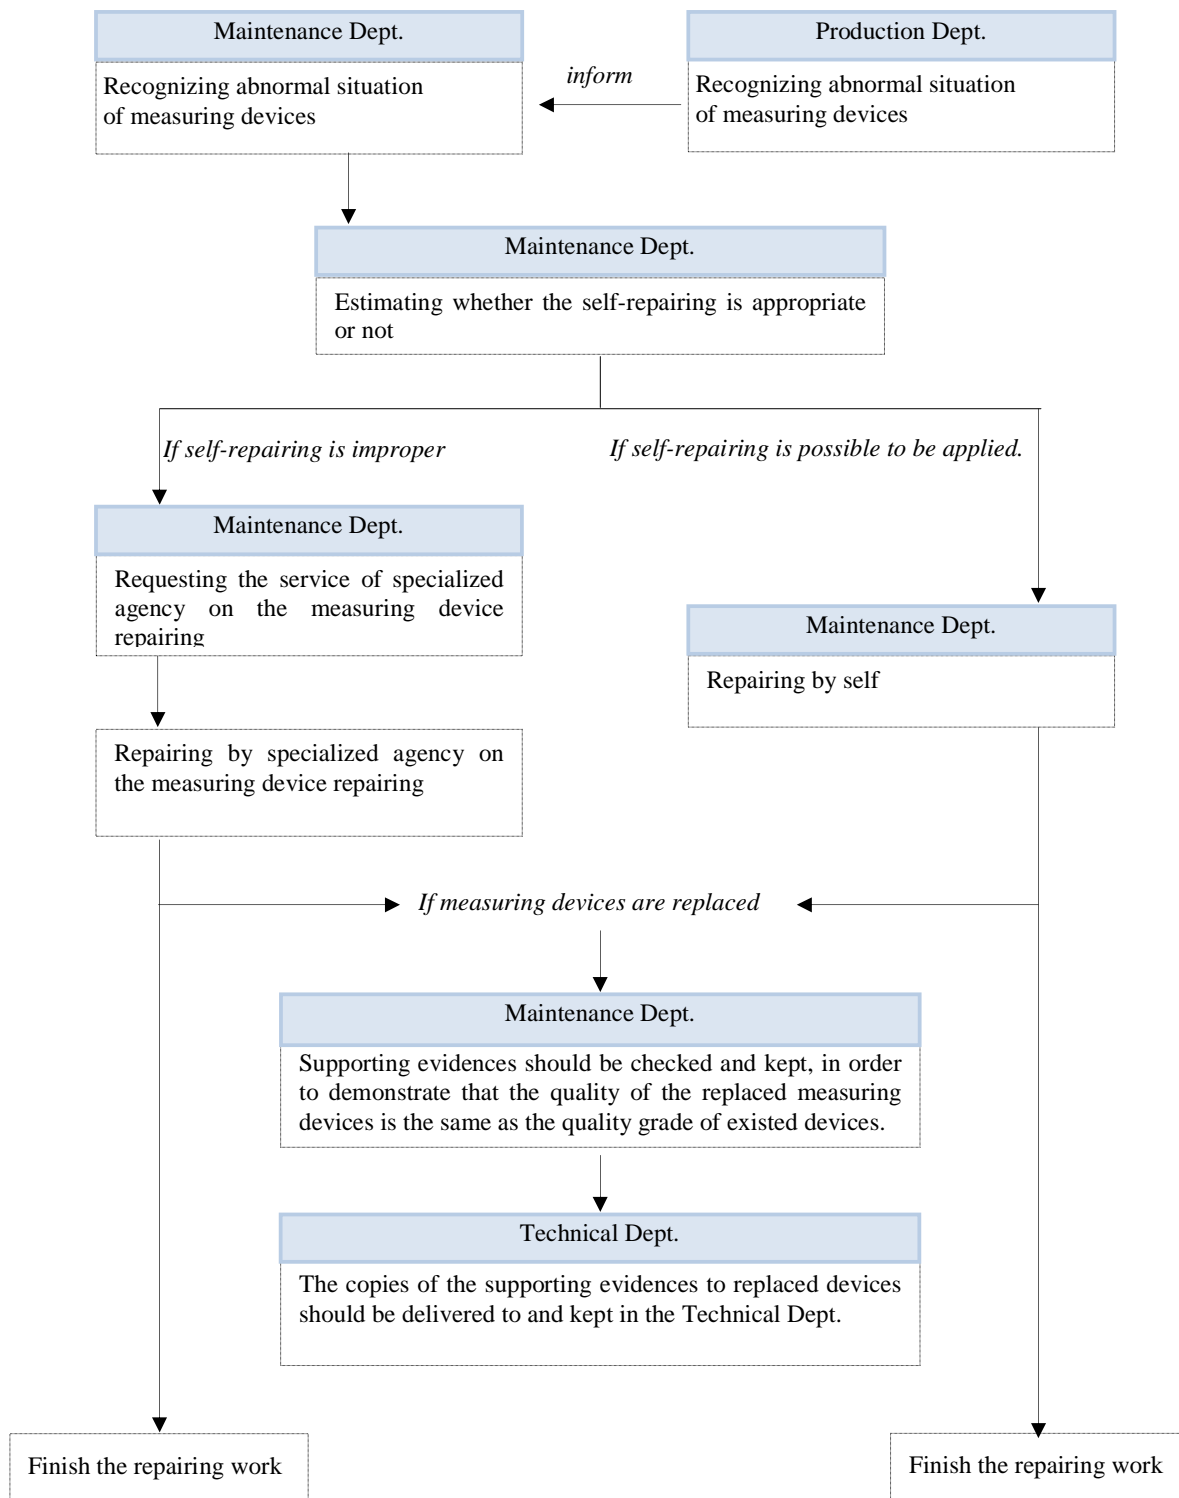 Maintenance Dept.
Recognizing abnormal situation
of measuring devices
inform
Production Dept.
Recognizing abnormal situation
of measuring devices
Maintenance Dept.
Estimating whether the self-repairing is appropriate
or not
If self-repairing is improper
If self-repairing is possible to be applied.
Maintenance Dept.
Requesting the service of specialized
agency on the measuring device
repairing
Maintenance Dept.
Repairing by self
Repairing by specialized agency on
the measuring device repairing
If measuring devices are replaced
Maintenance Dept.
Supporting evidences should be checked and kept, in order
to demonstrate that the quality of the replaced measuring
devices is the same as the quality grade of existed devices.
Technical Dept.
The copies of the supporting evidences to replaced devices
should be delivered to and kept in the Technical Dept.
Finish the repairing work
Finish the repairing work